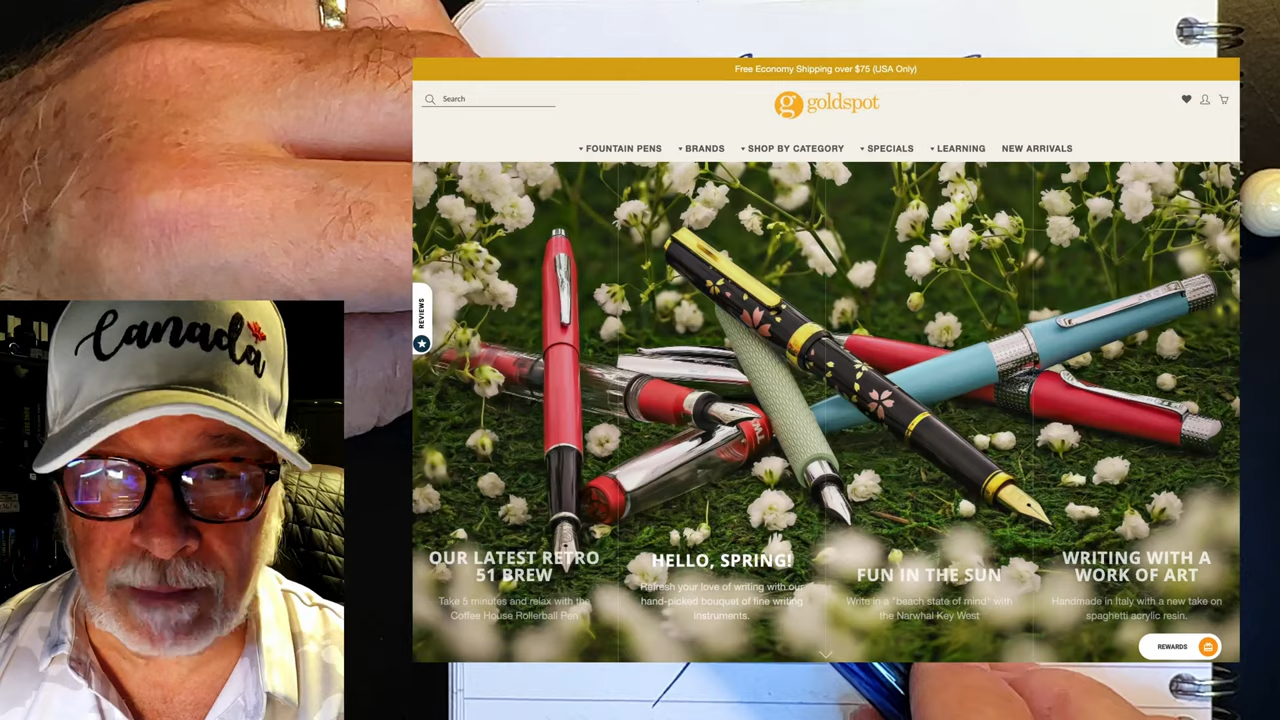 Free Economy Shipping over $75 (USA Only)
Search
g goldspot
FOUNTAIN PENS BRANDS SHOP BY CATEGORY SPECIALS LEARNING NEW ARRIVALS
REVIEWS
Canada
TW
OUR LATEST RETRO
51 BREW
Take 5 minutes and relax with the
Coffee House Rollerball Pen
HELLO, SPRING!
Refresh your love of writing with our
hand-picked bouquet of fine writing
instruments.
FUN IN THE SUN
Write in a "beach state of mind" with
the Narwhal Key West
WRITING WITH A
WORK OF ART
Handmade in Italy with a new take on
spaghetti acrylic resin.
REWARDS